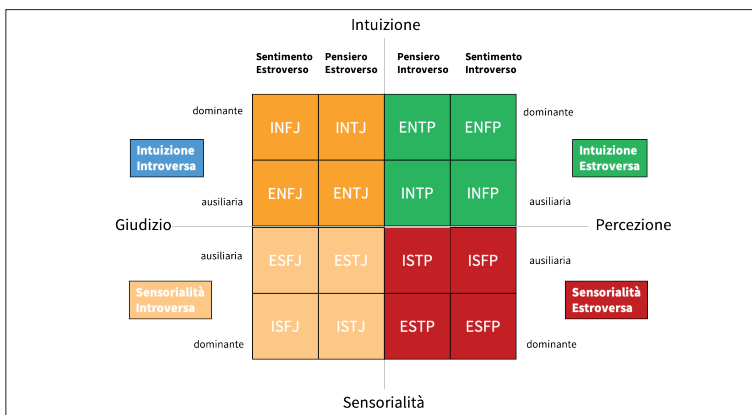 Intuizione
Sentimento Estroverso
Pensiero Estroverso
Pensiero Introverso
Sentimento Introverso
dominante
INFJ
INTJ
ENTP
ENFP
dominante
Intuizione
Introversa
Intuizione
Estroversa
ausiliaria
ENFJ
ENTJ
INTP
INFP
ausiliaria
Giudizio
Percezione
ausiliaria
ESFJ
ESTJ
ISTP
ISFP
ausiliaria
Sensorialità
Introversa
Sensorialità
Estroversa
dominante
ISFJ
ISTJ
ESTP
ESFP
dominante
Sensorialità